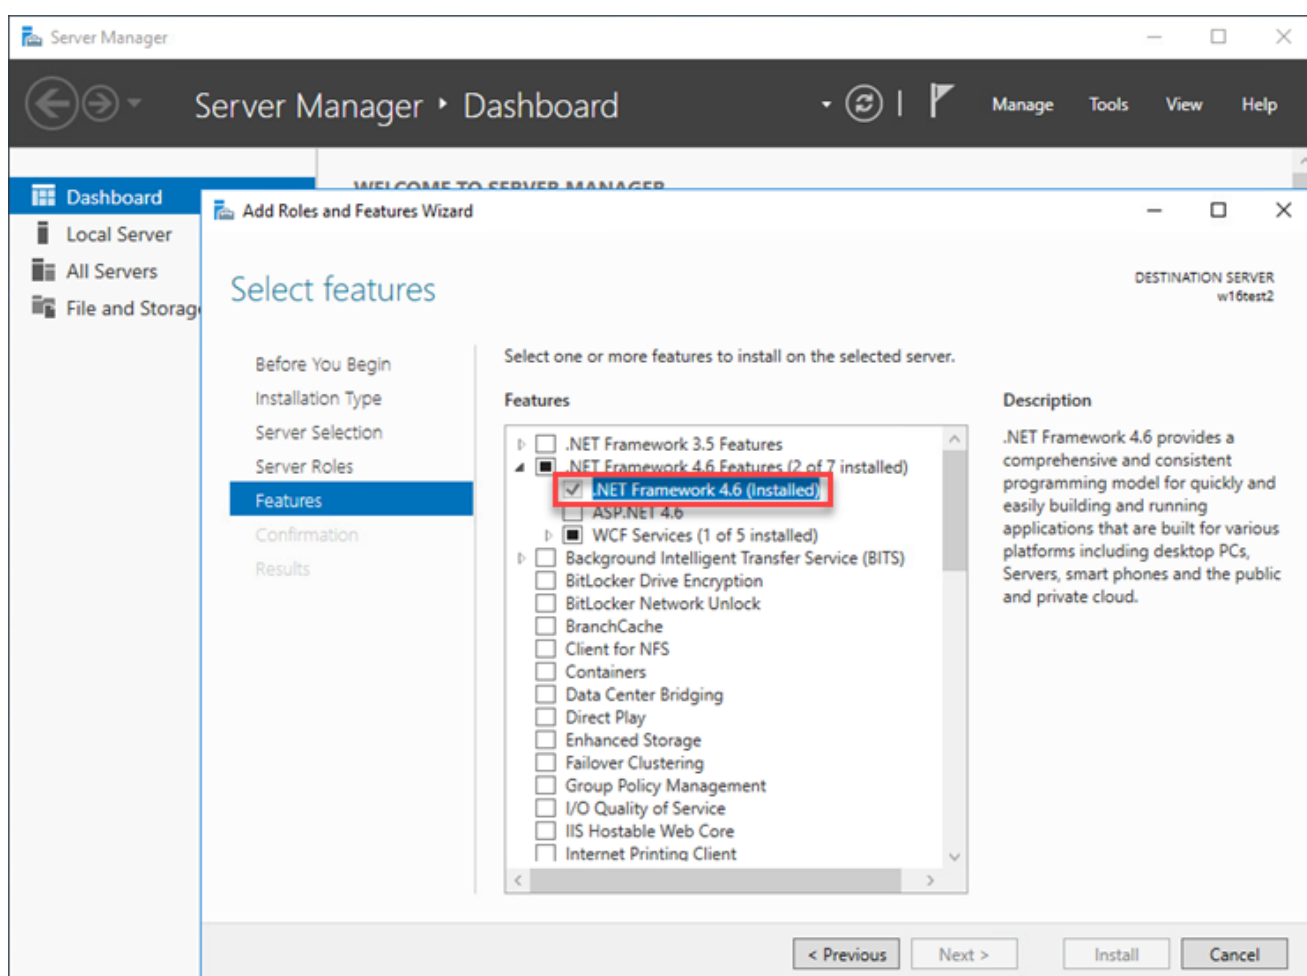 Server Manager
Server Manager • Dashboard
Manage Tools View Help
WELCOME TO SERVER MANAGER
Dashboard
Local Server
All Servers
File and Storag
Add Roles and Features Wizard
Select features
DESTINATION SERVER
w16test2
Before You Begin
Installation Type
Server Selection
Server Roles
Features
Confirmation
Results
Select one or more features to install on the selected server.
Features
.NET Framework 3.5 Features
.NET Framework 4.6 Features (2 of 7 installed)
.NET Framework 4.6 (Installed)
ASP.NET 4.6
WCF Services (1 of 5 installed)
Background Intelligent Transfer Service (BITS)
BitLocker Drive Encryption
BitLocker Network Unlock
BranchCache
Client for NFS
Containers
Data Center Bridging
Direct Play
Enhanced Storage
Failover Clustering
Group Policy Management
I/O Quality of Service
IIS Hostable Web Core
Internet Printing Client
Description
.NET Framework 4.6 provides a
comprehensive and consistent
programming model for quickly and
easily building and running
applications that are built for various
platforms including desktop PCs,
Servers, smart phones and the public
and private cloud.
< Previous
Next >
Install
Cancel